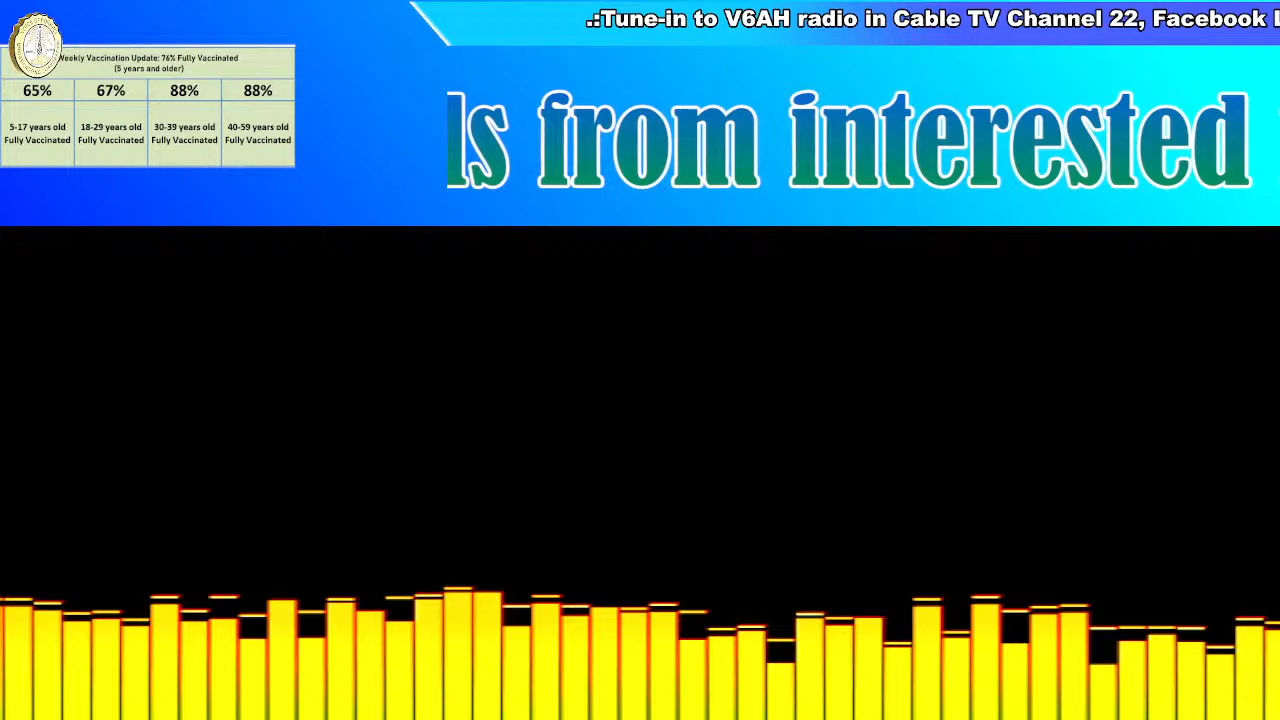 .:Tune-in to V6AH radio in Cable TV Channel 22, Facebook L
Weekly Vaccination Update: 76% Fully Vaccinated
(5 years and older)
65% 67% 88% 88%
5-17 years old 18-29 years old 30-39 years old 40-59 years old
Fully Vaccinated Fully Vaccinated Fully Vaccinated Fully Vaccinated
ls from interested